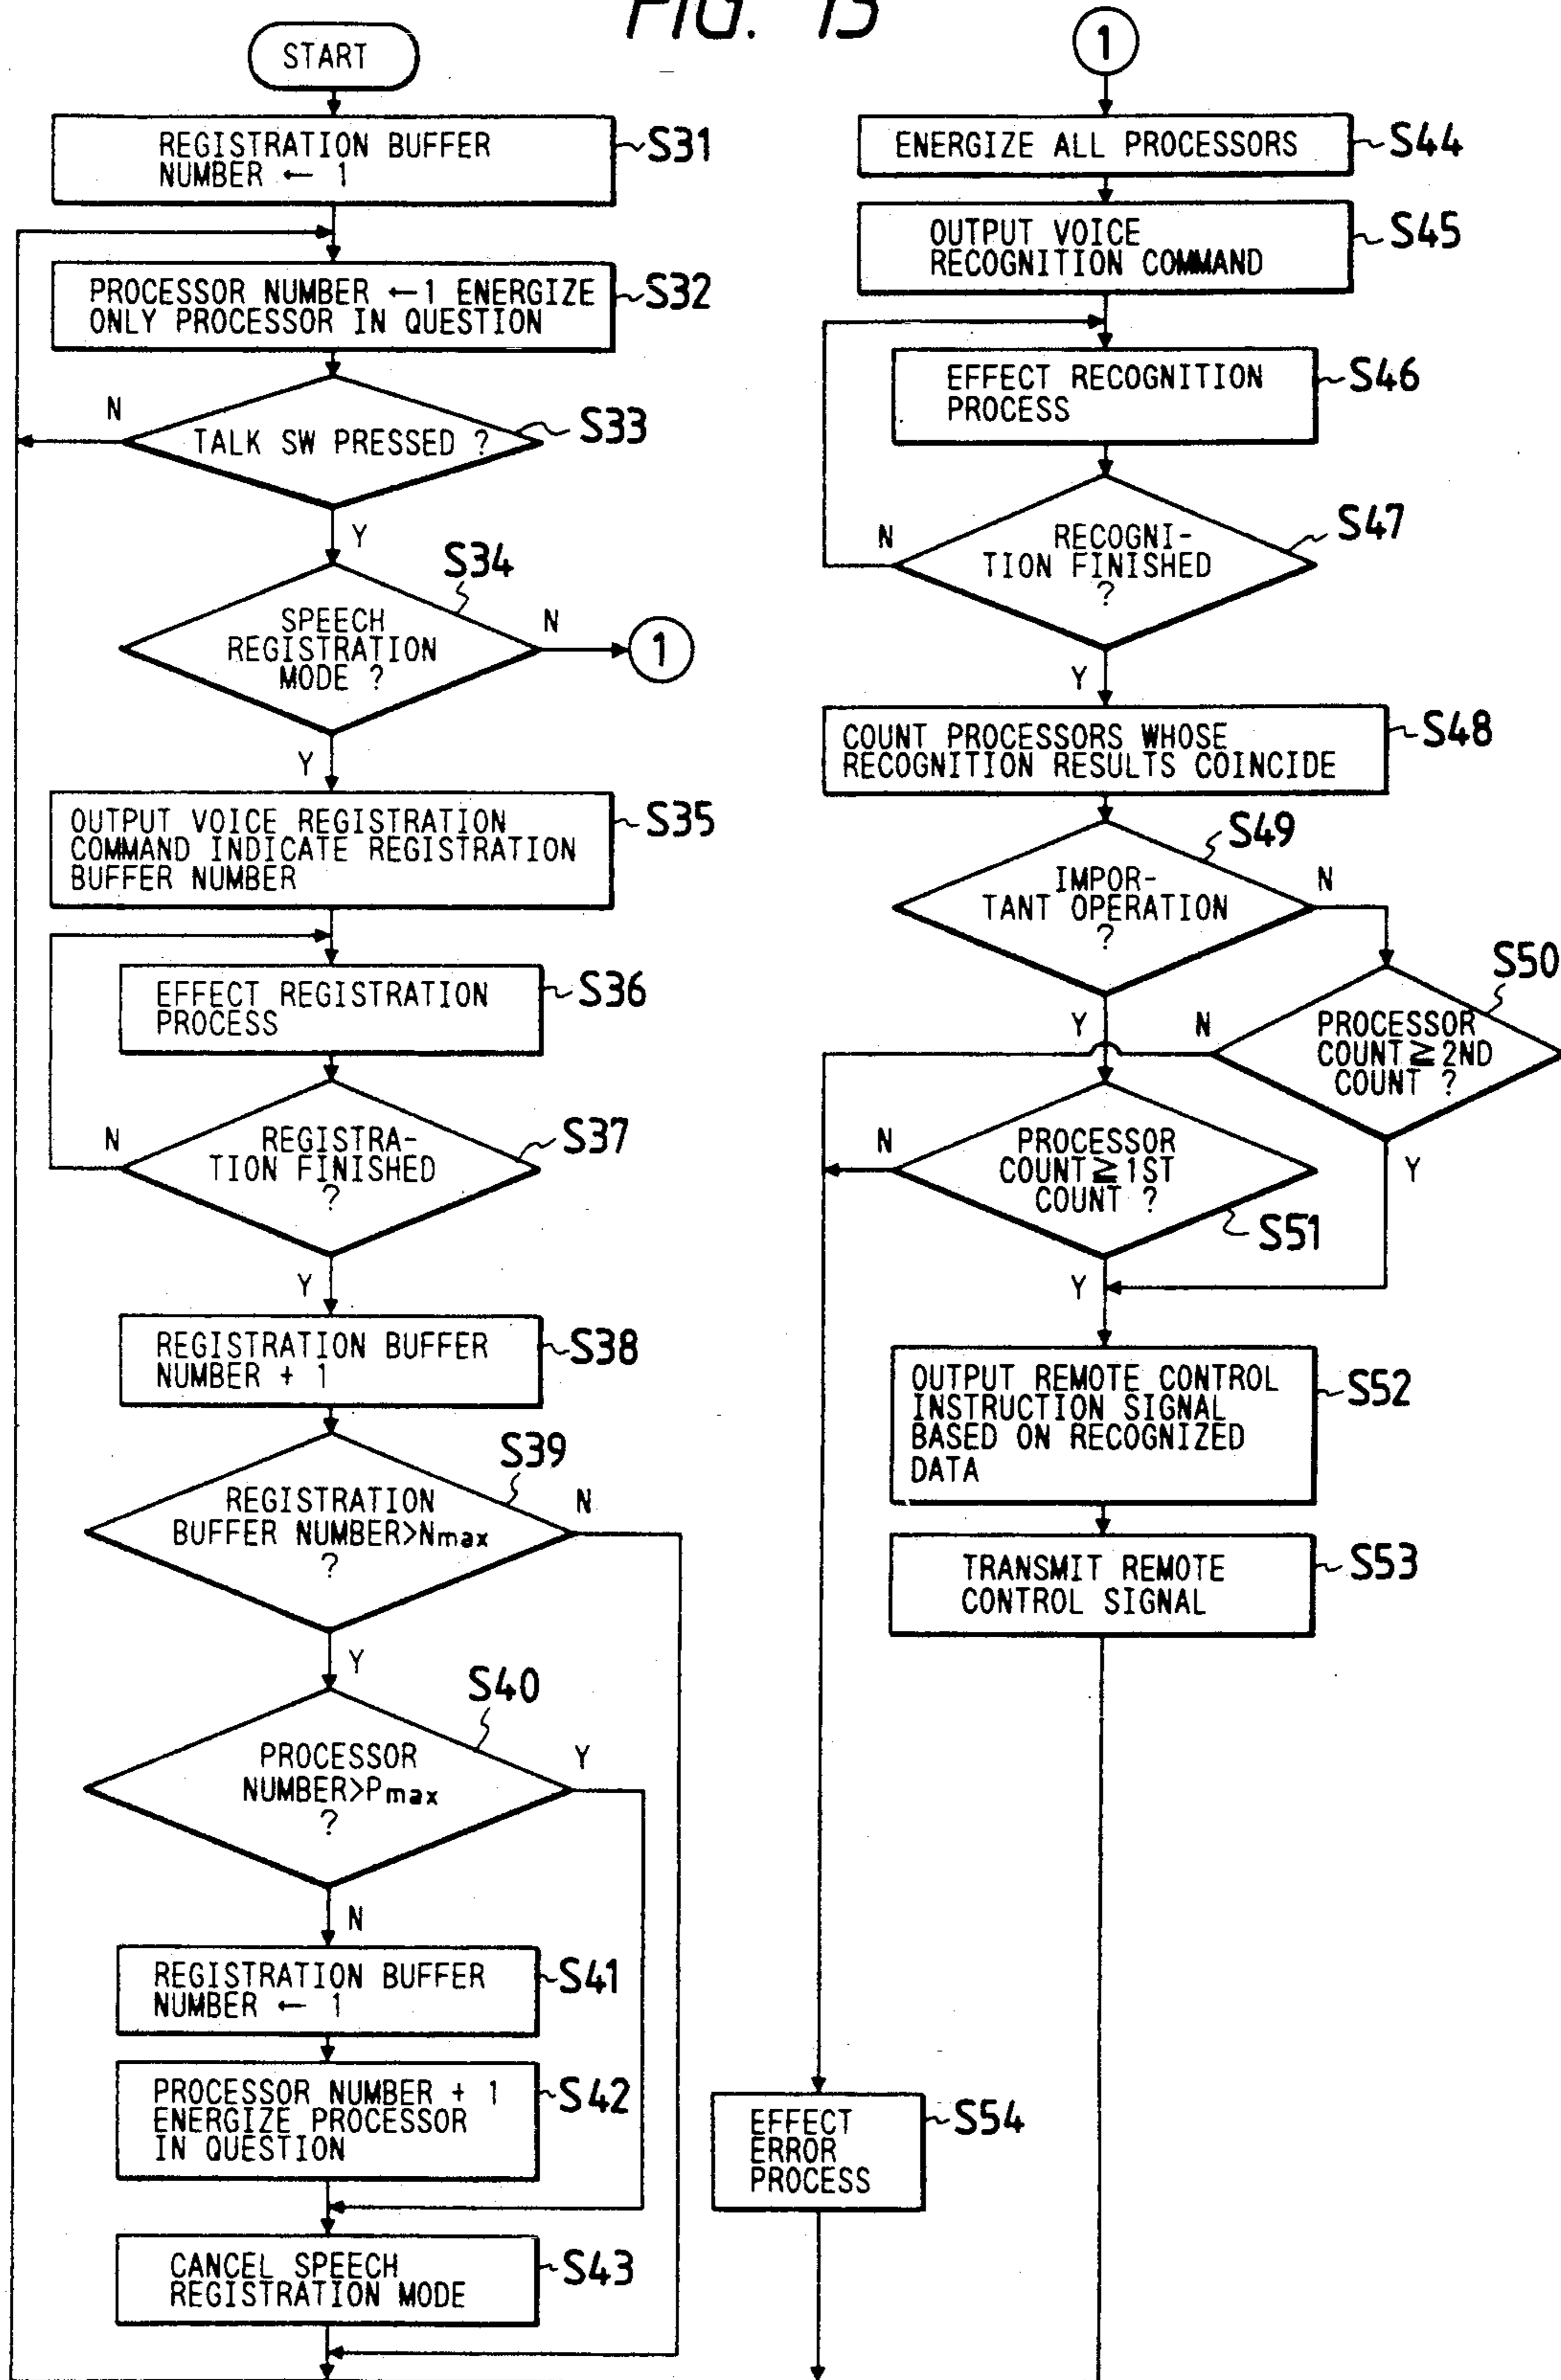 FIG. 13
START
REGISTRATION BUFFER
NUMBER ← 1
S31
PROCESSOR NUMBER ←1 ENERGIZE
ONLY PROCESSOR IN QUESTION
S32
N
TALK SW PRESSED ?
S33
Y
S34
SPEECH
REGISTRATION
MODE ?
N
1
Y
OUTPUT VOICE REGISTRATION
COMMAND INDICATE REGISTRATION
BUFFER NUMBER
S35
EFFECT REGISTRATION
PROCESS
S36
N
REGISTRA-
TION FINISHED
?
S37
Y
REGISTRATION BUFFER
NUMBER + 1
S38
S39
REGISTRATION
BUFFER NUMBER>Nmax
?
N
Y
S40
PROCESSOR
NUMBER>Pmax
?
Y
N
REGISTRATION BUFFER
NUMBER ← 1
S41
PROCESSOR NUMBER + 1
ENERGIZE PROCESSOR
IN QUESTION
S42
CANCEL SPEECH
REGISTRATION MODE
S43
1
ENERGIZE ALL PROCESSORS
S44
OUTPUT VOICE
RECOGNITION COMMAND
S45
EFFECT RECOGNITION
PROCESS
S46
N
RECOGNI-
TION FINISHED
?
S47
Y
COUNT PROCESSORS WHOSE
RECOGNITION RESULTS COINCIDE
S48
S49
IMPOR-
TANT OPERATION
?
N
Y
S50
N
PROCESSOR
COUNT≧2ND
COUNT ?
Y
N
PROCESSOR
COUNT≧1ST
COUNT ?
S51
Y
OUTPUT REMOTE CONTROL
INSTRUCTION SIGNAL
BASED ON RECOGNIZED
DATA
S52
TRANSMIT REMOTE
CONTROL SIGNAL
S53
EFFECT
ERROR
PROCESS
S54